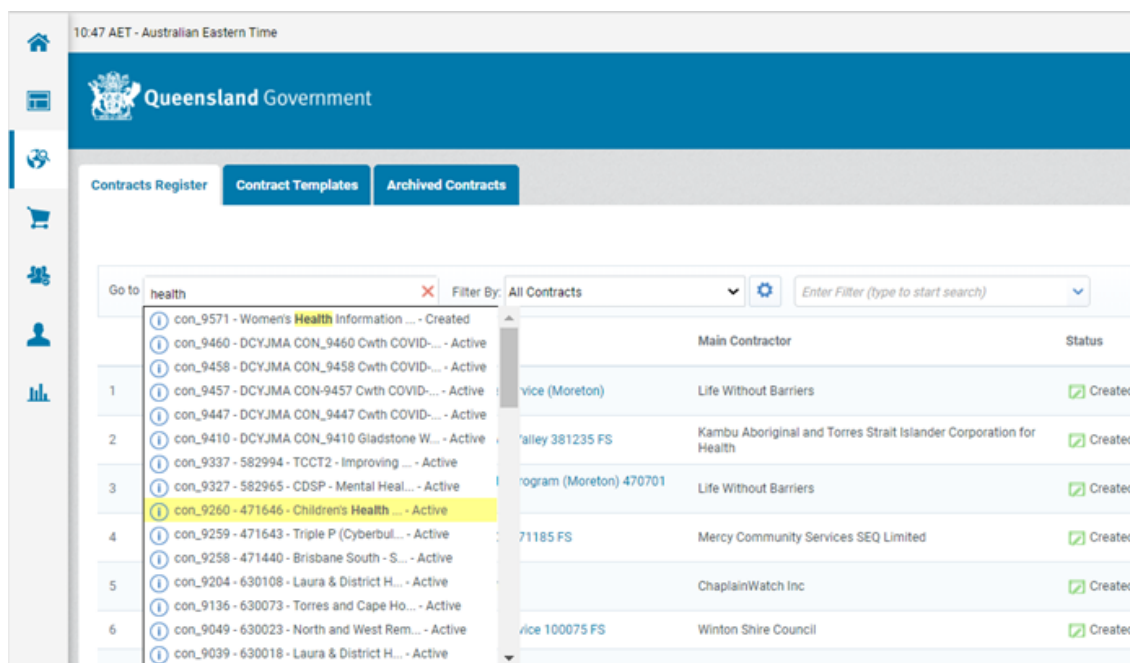 10:47 AET - Australian Eastern Time
Queensland Government
Contracts Register Contract Templates Archived Contracts
Go to health Filter By: All Contracts Enter Filter (type to start search)
con_9571 - Women's Health Information ... - Created
con_9460 - DCYJMA CON_9460 Cwth COVID-... - Active
con_9458 - DCYJMA CON_9458 Cwth COVID-... - Active
con_9457 - DCYJMA CON-9457 Cwth COVID-... - Active
con_9447 - DCYJMA CON_9447 Cwth COVID-... - Active
con_9410 - DCYJMA CON_9410 Gladstone W... - Active
con_9337 - 582994 - TCCT2 - Improving ... - Active
con_9327 - 582965 - CDSP - Mental Heal... - Active
con_9260 - 471646 - Children's Health ... - Active
con_9259 - 471643 - Triple P (Cyberbul... - Active
con_9258 - 471440 - Brisbane South - S... - Active
con_9204 - 630108 - Laura & District H... - Active
con_9136 - 630073 - Torres and Cape Ho... - Active
con_9049 - 630023 - North and West Rem... - Active
con_9039 - 630018 - Laura & District H... - Active
Main Contractor Status
1 (Moreton) Life Without Barriers Created
2 381235 FS Kambu Aboriginal and Torres Strait Islander Corporation for
Health Created
3 (Moreton) 470701 Life Without Barriers Created
4 71185 FS Mercy Community Services SEQ Limited Created
5 ChaplainWatch Inc Created
6 100075 FS Winton Shire Council Created